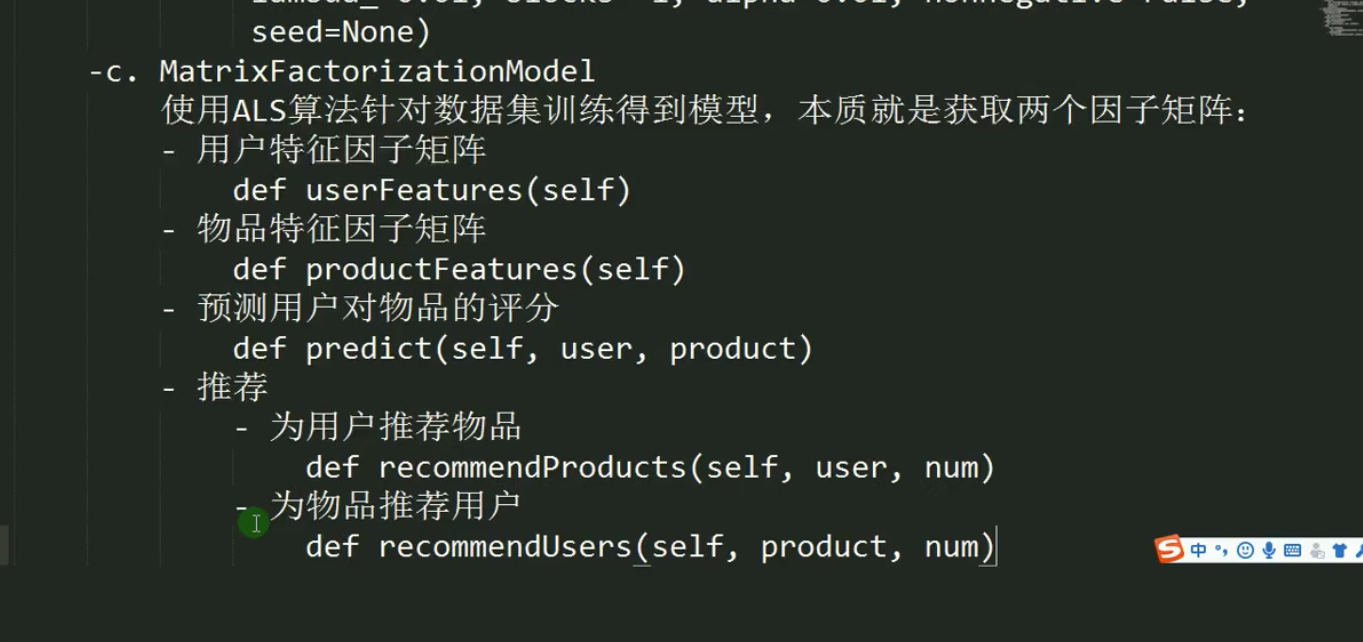 seed=None)
-c. MatrixFactorizationModel
使用ALS算法针对数据集训练得到模型，本质就是获取两个因子矩阵：
- 用户特征因子矩阵
def userFeatures(self)
- 物品特征因子矩阵
def productFeatures(self)
- 预测用户对物品的评分
def predict(self, user, product)
- 推荐
- 为用户推荐物品
def recommendProducts(self, user, num)
- 为物品推荐用户
def recommendUsers(self, product, num)
中